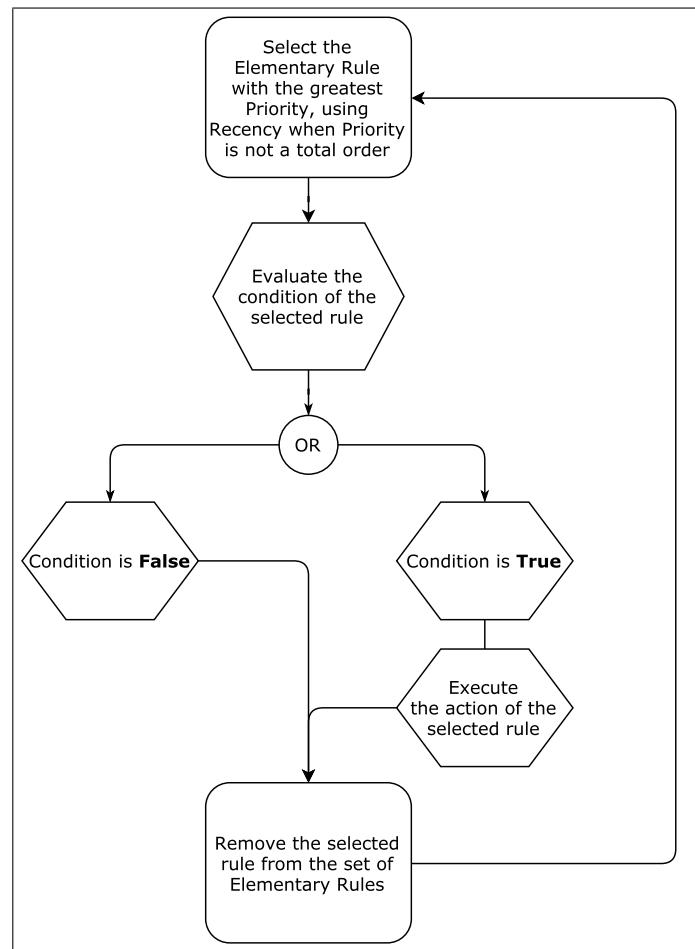 Select the
Elementary Rule
with the greatest
Priority, using
Recency when Priority
is not a total order
Evaluate the
condition of the
selected rule
OR
Condition is False
Condition is True
Execute
the action of the
selected rule
Remove the selected
rule from the set of
Elementary Rules